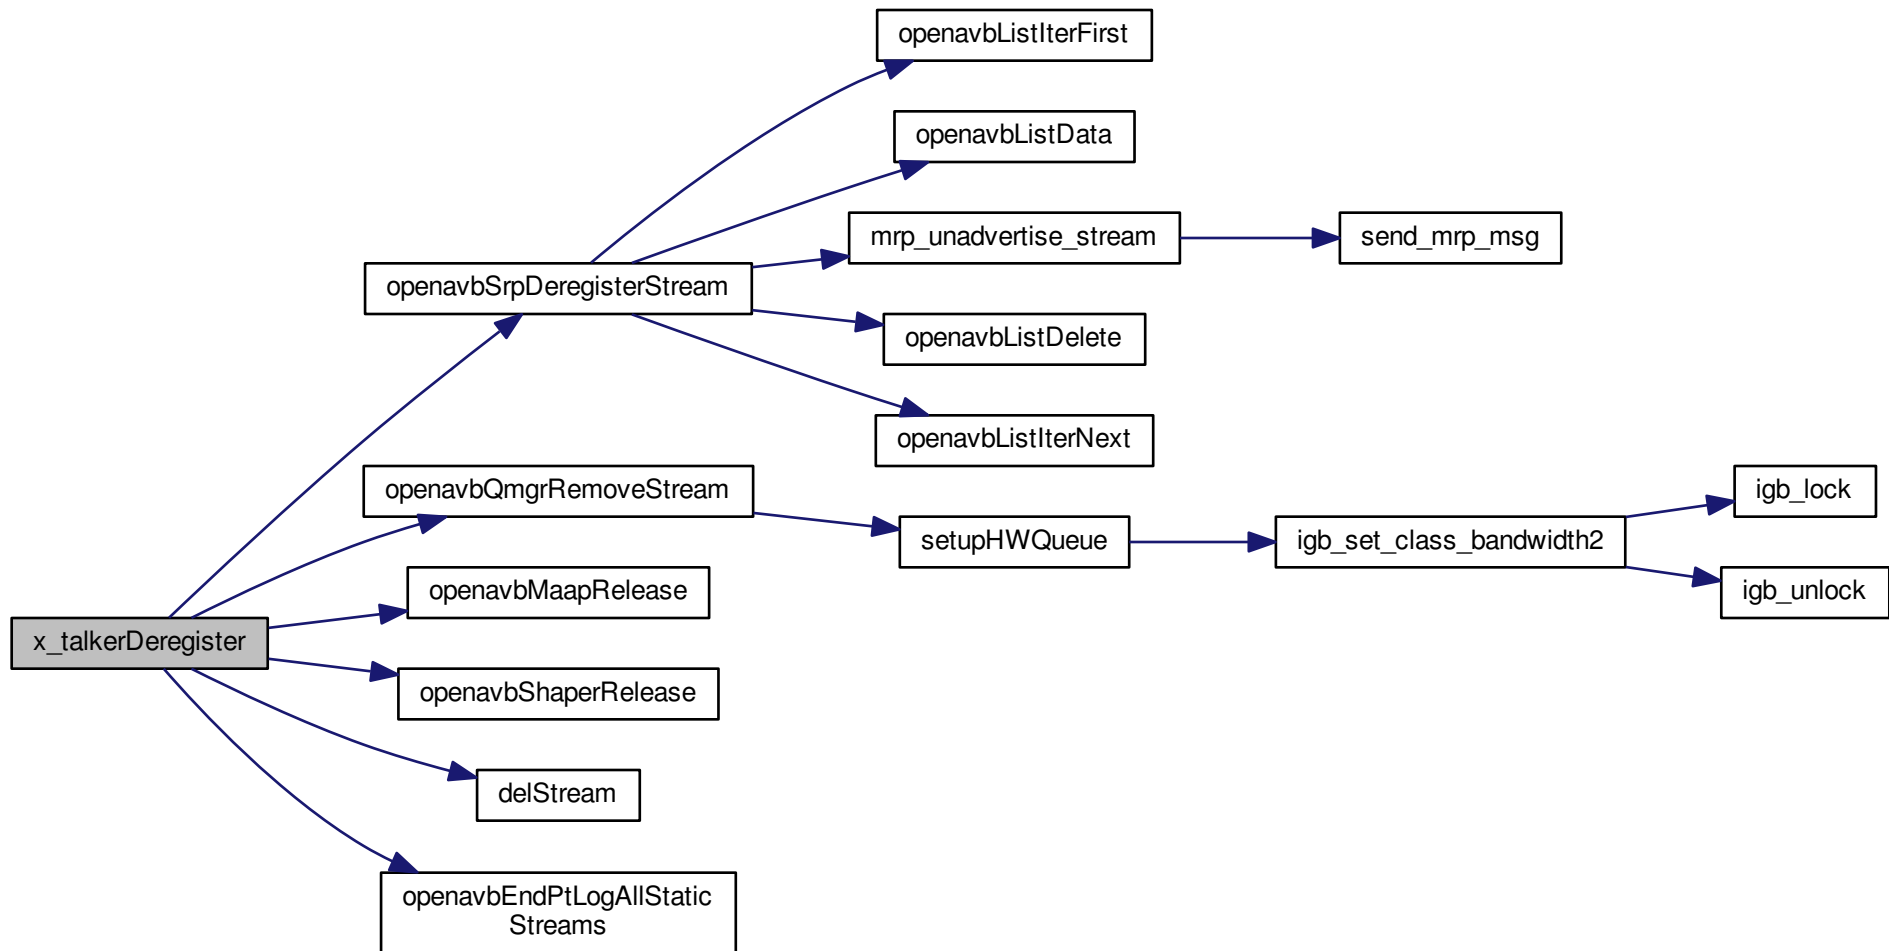 openavbListIterFirst
openavbListData
mrp_unadvertise_stream
send_mrp_msg
openavbSrpDeregisterStream
openavbListDelete
openavbListIterNext
openavbQmgrRemoveStream
igb_lock
setupHWQueue
igb_set_class_bandwidth2
openavbMaapRelease
igb_unlock
x_talkerDeregister
openavbShaperRelease
delStream
openavbEndPtLogAllStatic
Streams